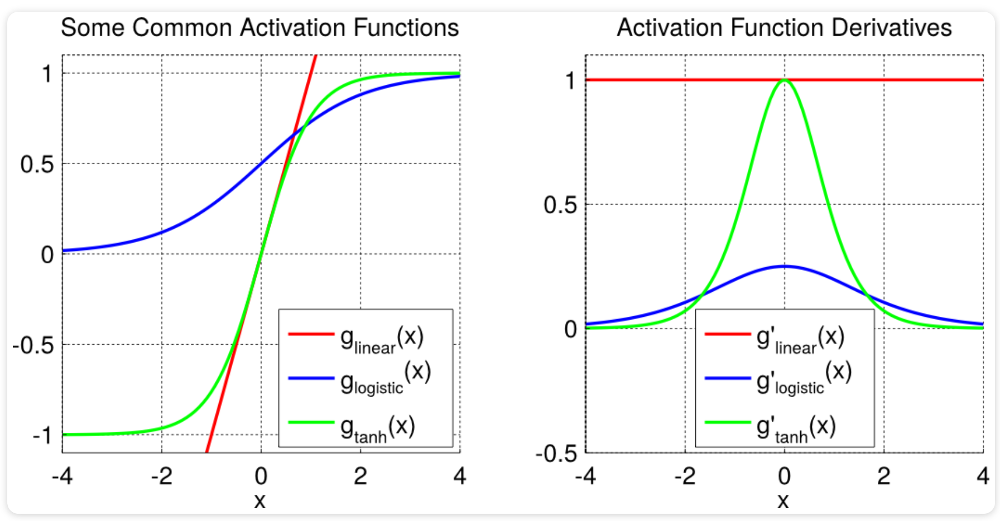 Some Common Activation Functions
1
0.5
0
-0.5
-1
-4 -2 0 2 4
x
glinear(x)
glogistic(x)
gtanh(x)
Activation Function Derivatives
1
0.5
0
-0.5
-4 -2 0 2 4
x
g'linear(x)
g'logistic(x)
g'tanh(x)